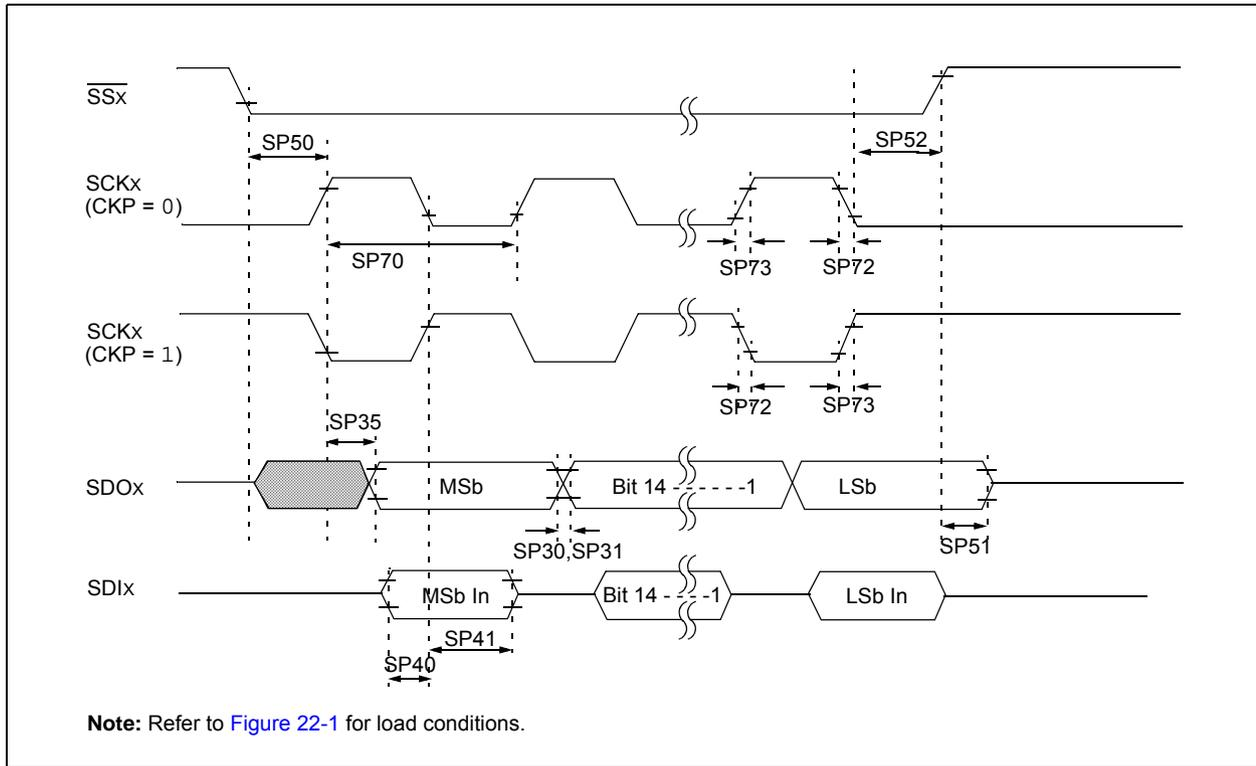 SSx
SP50
SP52
SCKx
(CKP = 0)
SP70
SP73
SP72
SCKx
(CKP = 1)
SP72
SP73
SP35
SDOx
MSb
Bit 14 - - - - - -1
LSb
SP30,SP31
SP51
SDIx
MSb In
Bit 14 - - - - -1
LSb In
SP41
SP40
Note: Refer to Figure 22-1 for load conditions.